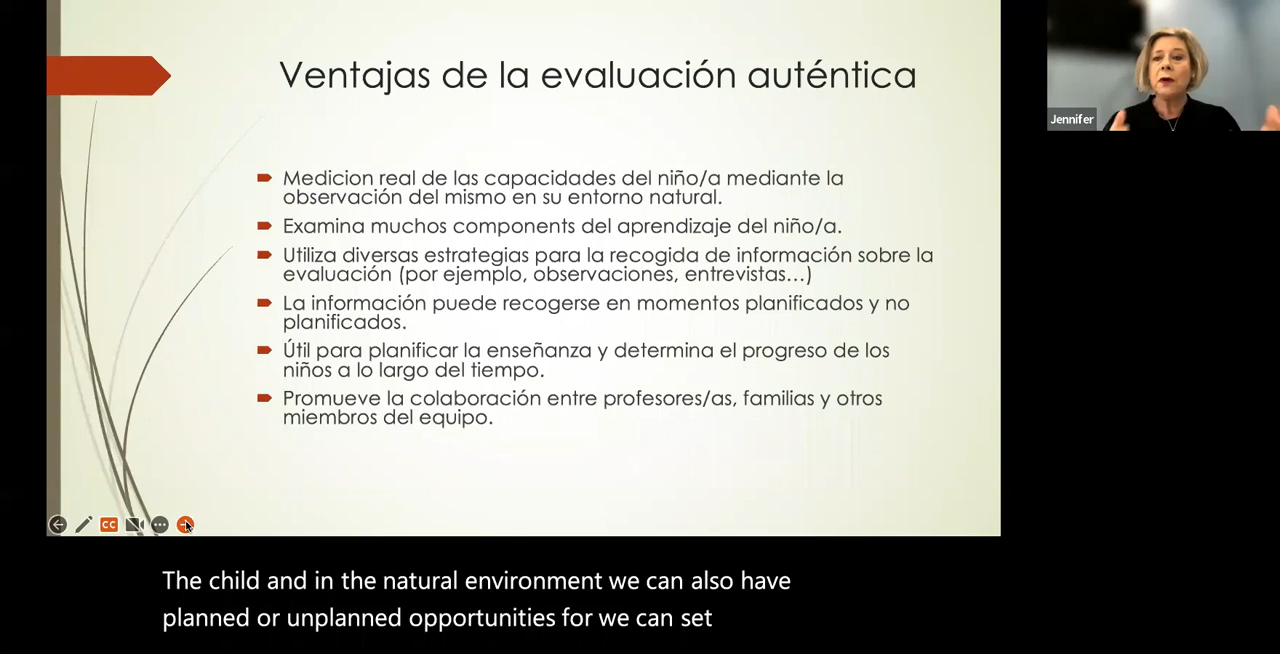 Ventajas de la evaluación auténtica
Medicion real de las capacidades del niño/a mediante la
observación del mismo en su entorno natural.
Examina muchos components del aprendizaje del niño/a.
Utiliza diversas estrategias para la recogida de información sobre la
evaluación (por ejemplo, observaciones, entrevistas...)
La información puede recogerse en momentos planificados y no
planificados.
Útil para planificar la enseñanza y determina el progreso de los
niños a lo largo del tiempo.
Promueve la colaboración entre profesores/as, familias y otros
miembros del equipo.
CC
Jennifer
The child and in the natural environment we can also have
planned or unplanned opportunities for we can set